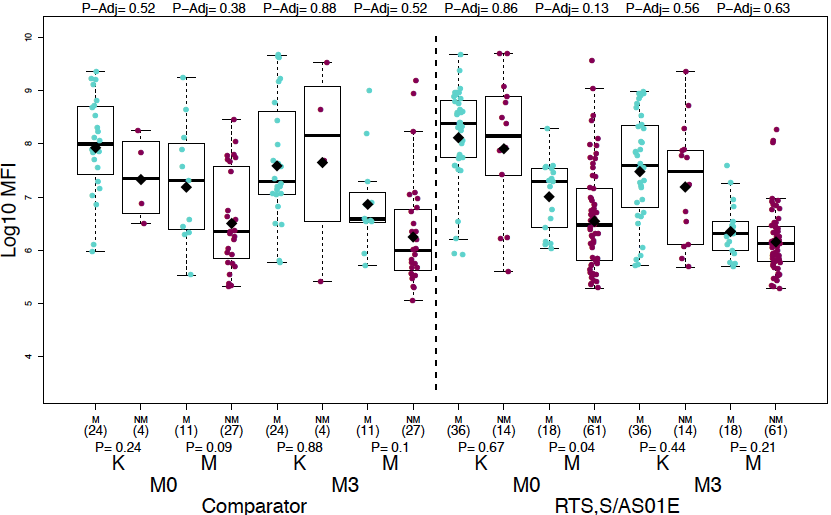 P−Adj= 0.52 P−Adj= 0.38 P−Adj= 0.88 P−Adj= 0.52 P−Adj= 0.86 P−Adj= 0.13 P−Adj= 0.56 P−Adj= 0.63
10
9
8
7
6
5
4
Log10 MFI
M NM M NM M NM M NM M NM M NM M NM M NM
(24) (4) (11) (27) (24) (4) (11) (27) (36) (14) (18) (61) (36) (14) (18) (61)
P= 0.24 P= 0.09 P= 0.88 P= 0.1 P= 0.67 P= 0.04 P= 0.44 P= 0.21
K M K M K M K M
M0 M3 M0 M3
Comparator RTS,S/AS01E